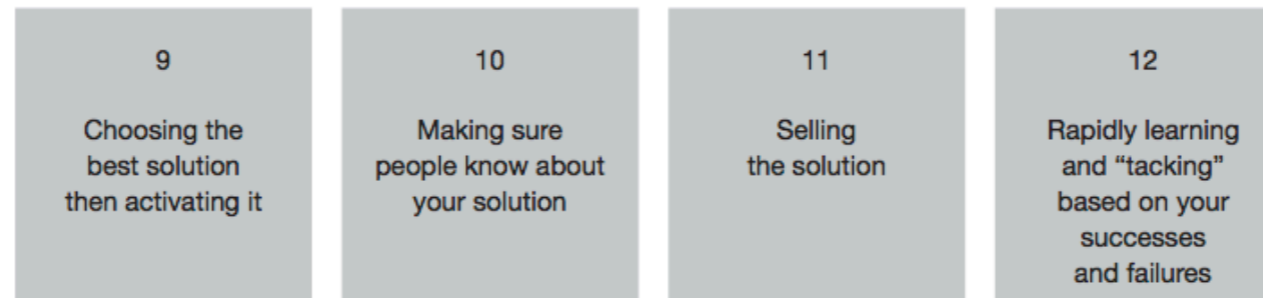 9
Choosing the
best solution
then activating it
10
Making sure
people know about
your solution
11
Selling
the solution
12
Rapidly learning
and “tacking”
based on your
successes
and failures